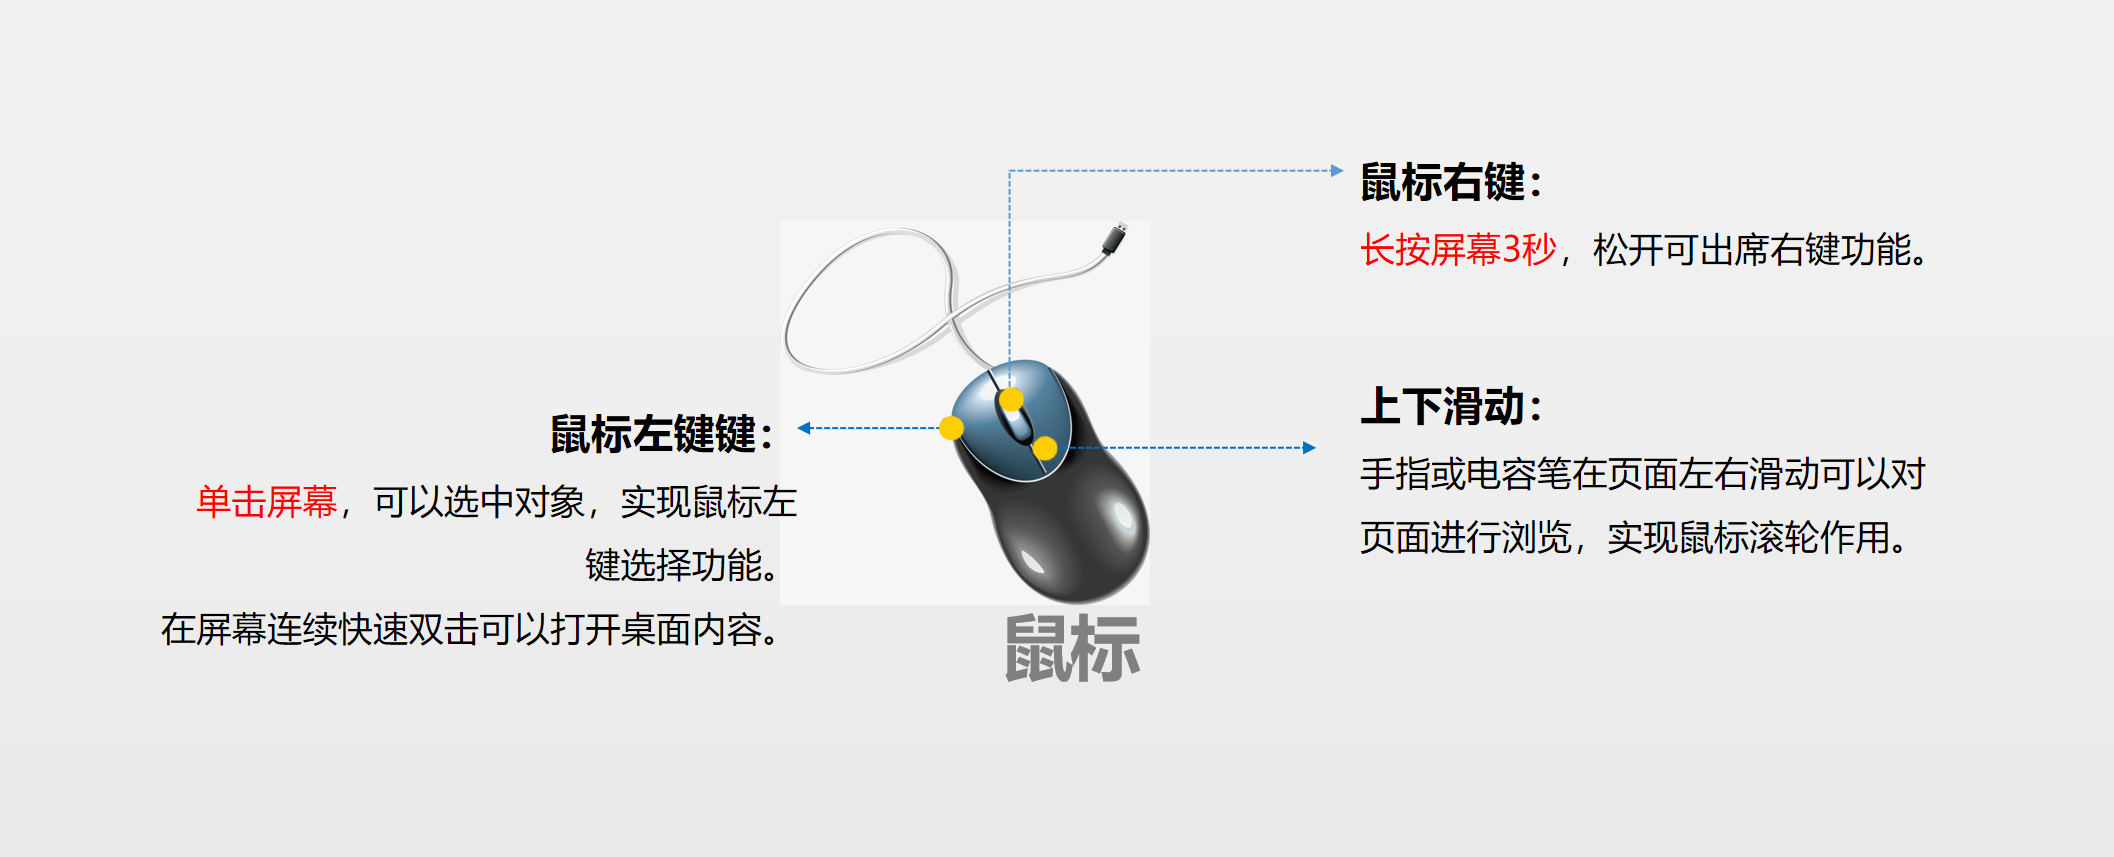 鼠标右键：
长按屏幕3秒，松开可出席右键功能。
上下滑动：
手指或电容笔在页面左右滑动可以对
页面进行浏览，实现鼠标滚轮作用。
鼠标左键键：
单击屏幕，可以选中对象，实现鼠标左
键选择功能。
在屏幕连续快速双击可以打开桌面内容。
鼠标